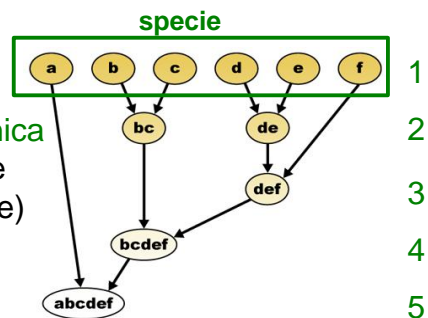 specie
a b c d e f 1
bc de 2
def 3
bcdef 4
abcdef 5
e)